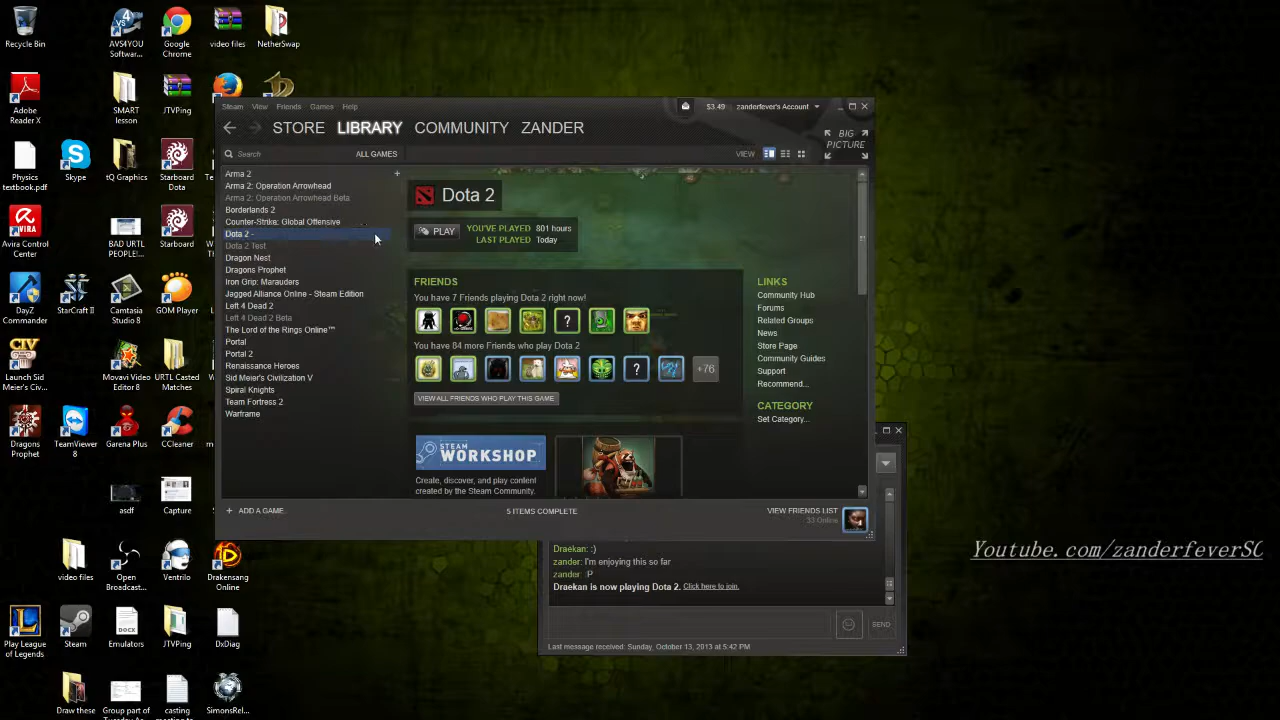 Recycle Bin
AVS4YOU Softwar...
Google Chrome
video files
NetherSwap
Adobe Reader X
SMART lesson
JTVPing
Steam View Friends Games Help
$3.49 zanderfever's Account
STORE LIBRARY COMMUNITY ZANDER
BIG PICTURE
Search ALL GAMES VIEW
Physics textbook.pdf
Skype
tQ Graphics
Starboard Dota
Avira Control Center
BAD URTL PEOPLE!...
Starboard
DayZ Commander
StarCraft II
Camtasia Studio 8
GOM Player
Launch Sid Meier's Civ...
Movavi Video Editor 8
URTL Casted Matches
Dragons Prophet
TeamViewer 8
Garena Plus
CCleaner
asdf
Capture
video files
Open Broadcast...
Ventrilo
Drakensang Online
Play League of Legends
Steam
Emulators
JTVPing
DxDiag
Draw these
Group part of Tuesday As...
casting meeting to...
SimonsRel...
Arma 2
Arma 2: Operation Arrowhead
Arma 2: Operation Arrowhead Beta
Borderlands 2
Counter-Strike: Global Offensive
Dota 2 -
Dota 2 Test
Dragon Nest
Dragons Prophet
Iron Grip: Marauders
Jagged Alliance Online - Steam Edition
Left 4 Dead 2
Left 4 Dead 2 Beta
The Lord of the Rings Online™
Portal
Portal 2
Renaissance Heroes
Sid Meier's Civilization V
Spiral Knights
Team Fortress 2
Warframe
Dota 2
PLAY
YOU'VE PLAYED 801 hours
LAST PLAYED Today
FRIENDS
You have 7 Friends playing Dota 2 right now!
You have 84 more Friends who play Dota 2
+76
VIEW ALL FRIENDS WHO PLAY THIS GAME
STEAM WORKSHOP
Create, discover, and play content
created by the Steam Community.
LINKS
Community Hub
Forums
Related Groups
News
Store Page
Community Guides
Support
Recommend...
CATEGORY
Set Category...
+ ADD A GAME...
5 ITEMS COMPLETE
VIEW FRIENDS LIST
33 Online
Draekan: :)
zander: I'm enjoying this so far
zander: :P
Draekan is now playing Dota 2. Click here to join.
SEND
Last message received: Sunday, October 13, 2013 at 5:42 PM
Youtube.com/zanderfeverSC